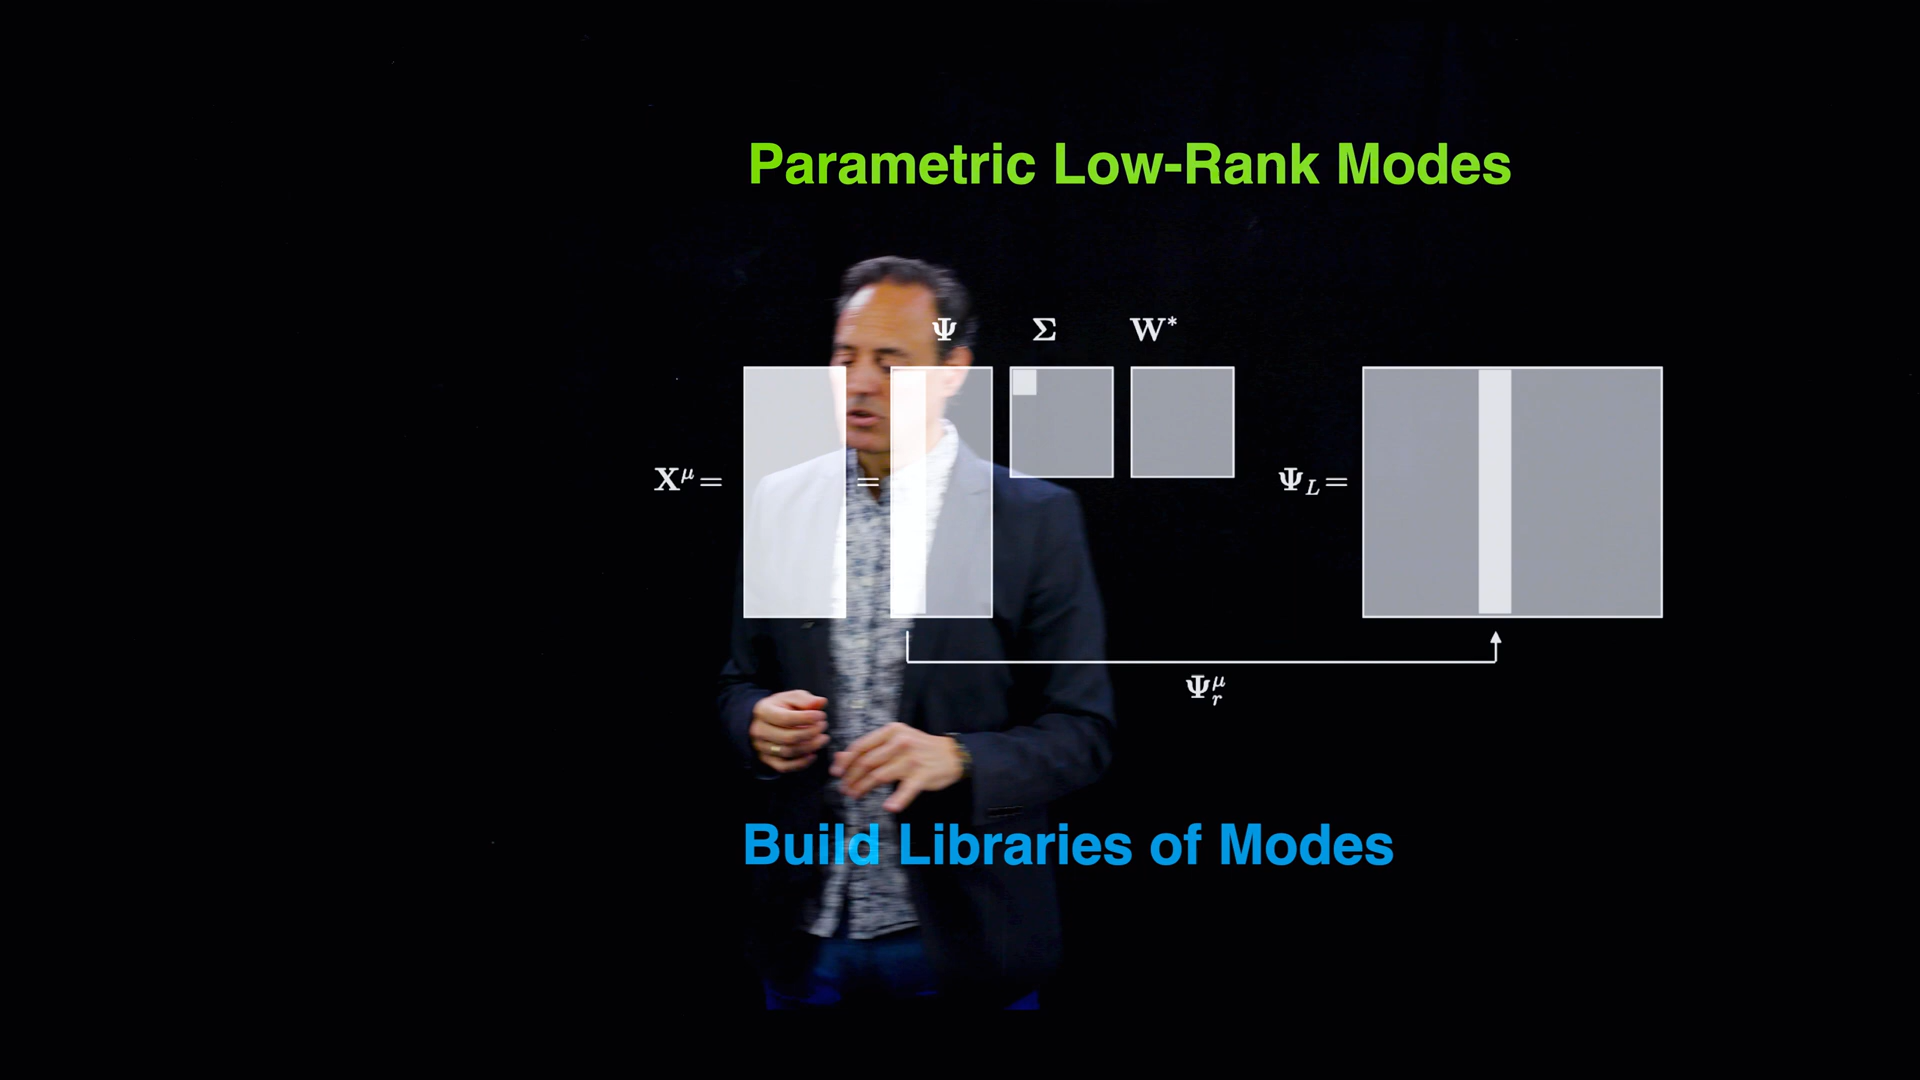 Parametric Low-Rank Modes
Ψ Σ W*
X^μ = = Ψ_L =
Ψ_r^μ
Build Libraries of Modes